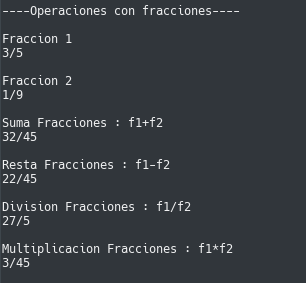 ----Operaciones con fracciones----
Fraccion 1
3/5
Fraccion 2
1/9
Suma Fracciones : f1+f2
32/45
Resta Fracciones : f1-f2
22/45
Division Fracciones : f1/f2
27/5
Multiplicacion Fracciones : f1*f2
3/45